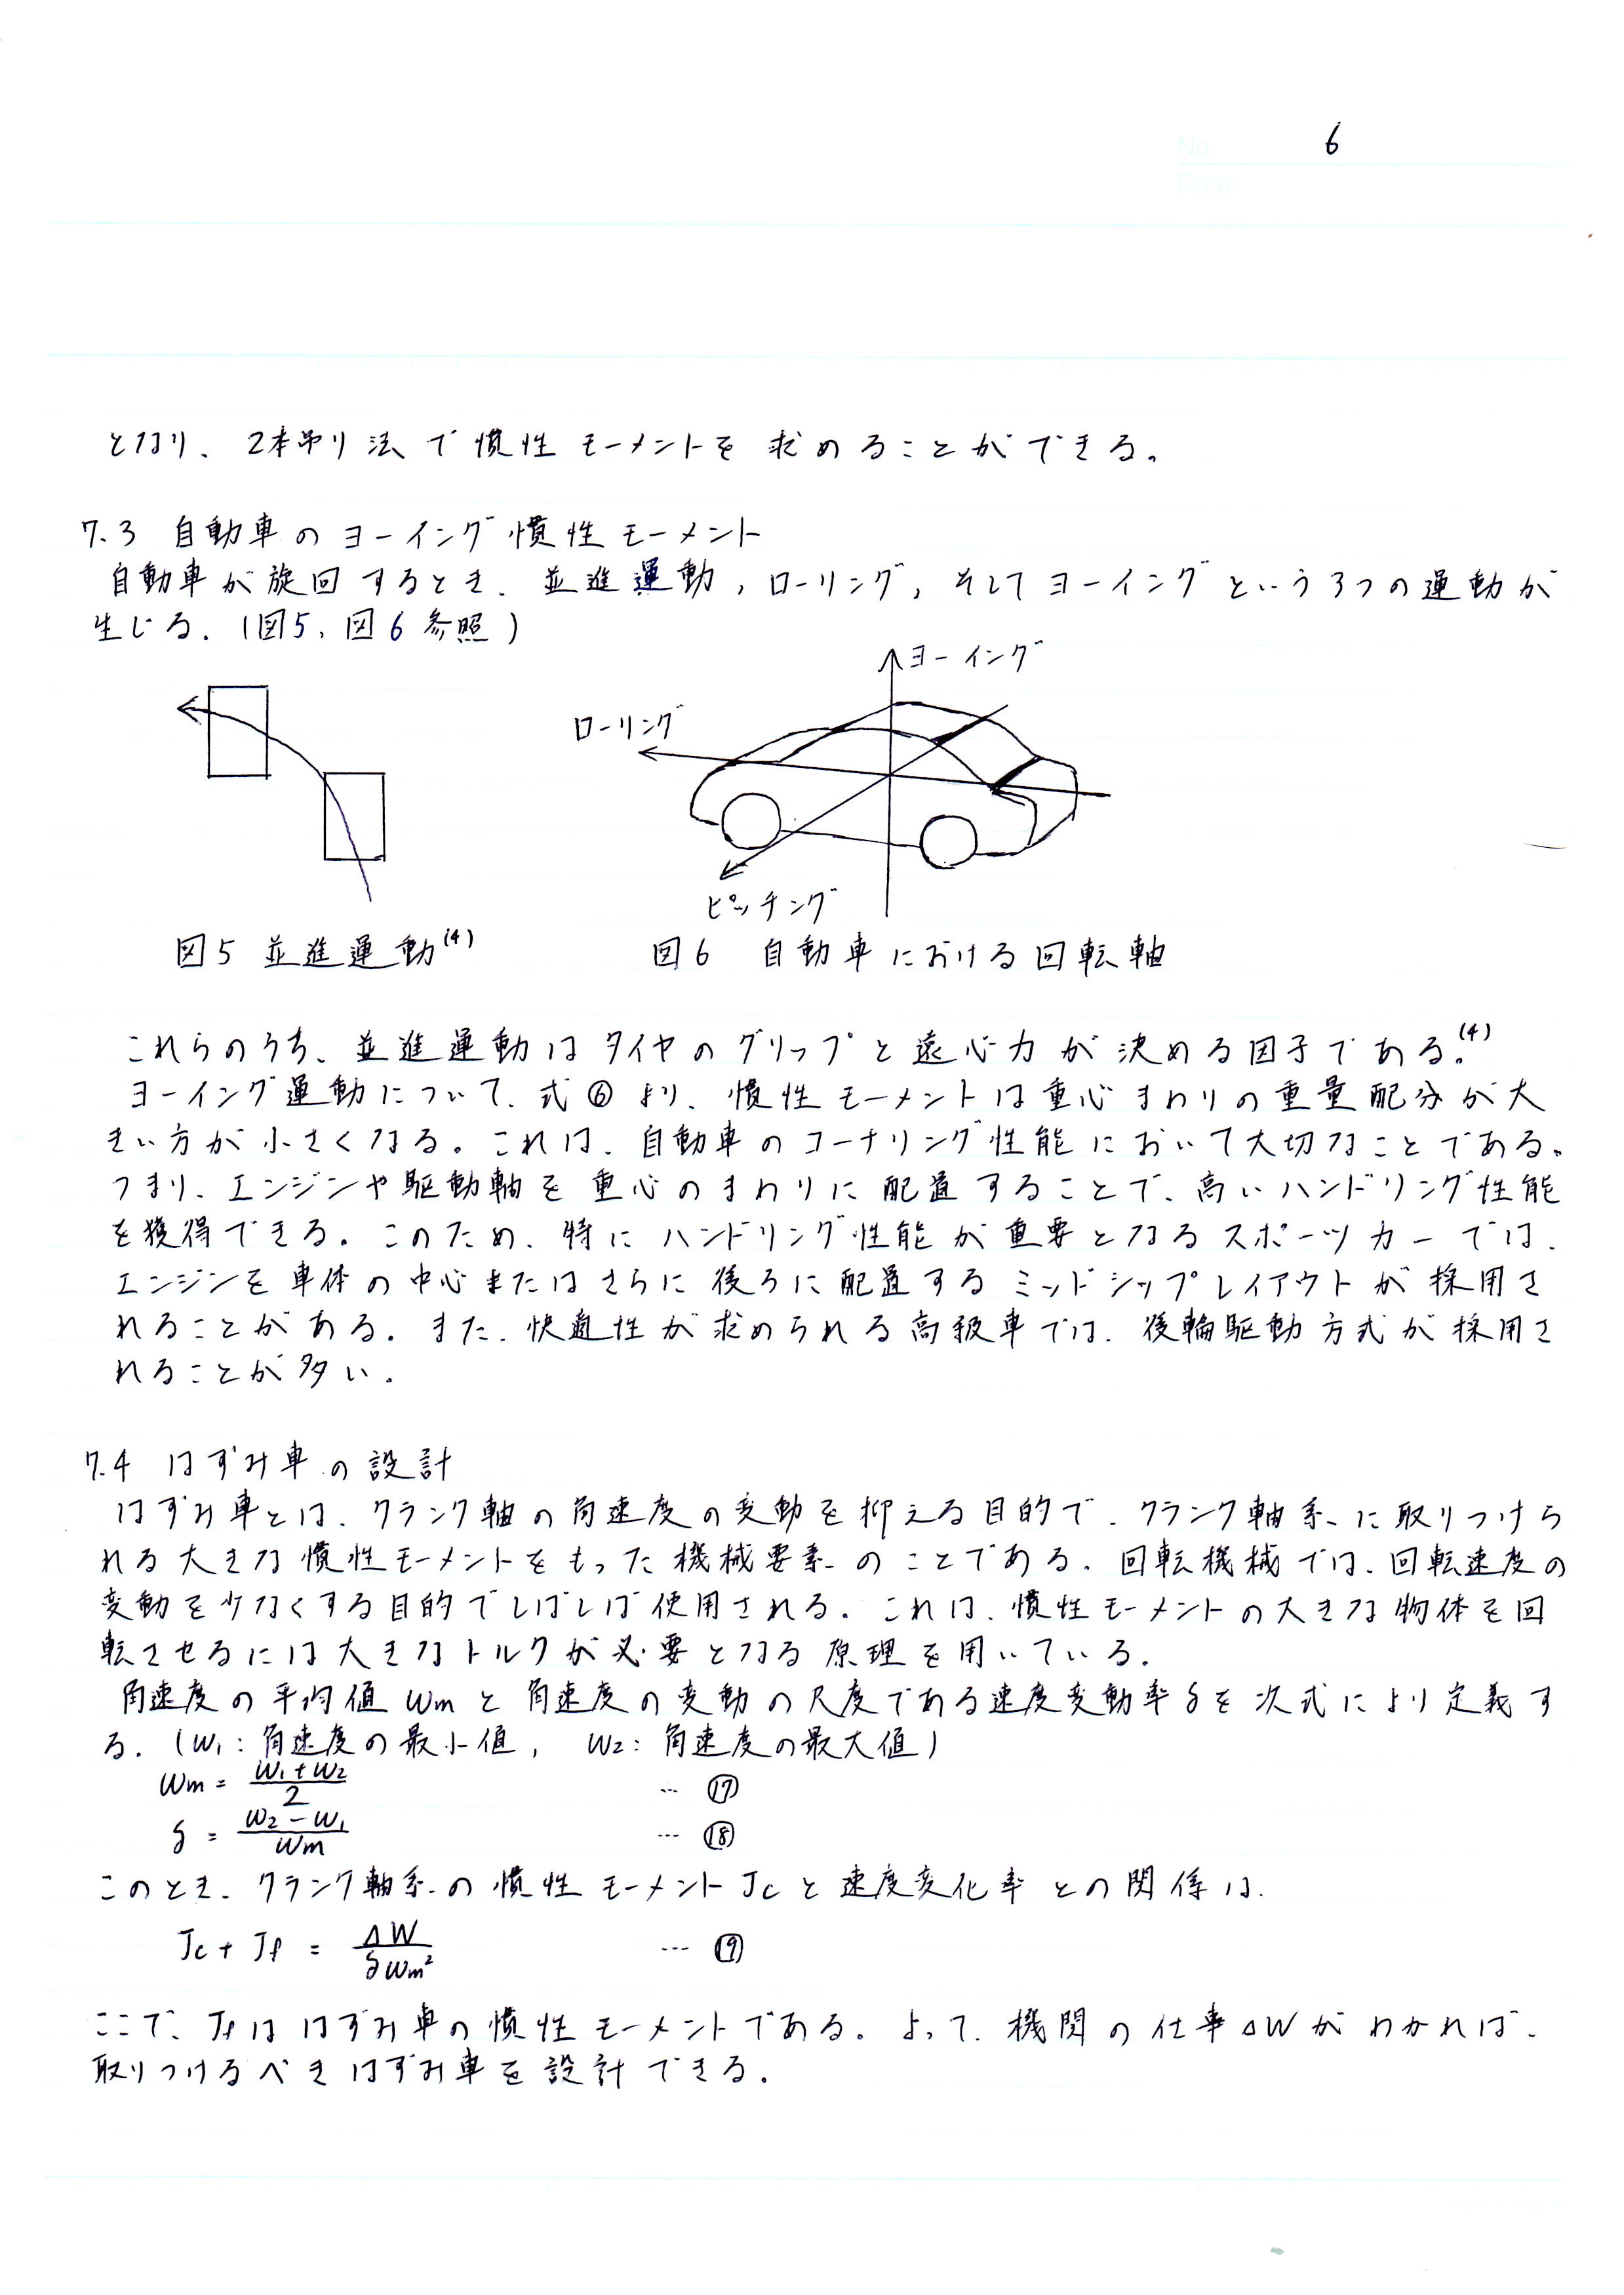 No. 6
Date
となり、2本吊り法で慣性モーメントを求めることができる。
7.3 自動車のヨーイング慣性モーメント
自動車が旋回するとき、並進運動，ローリング，そしてヨーイングという3つの運動が
生じる．(図5，図6参照)
ヨーイング
ローリング
ピッチング
図5 並進運動(4)
図6 自動車における回転軸
これらのうち、並進運動はタイヤのグリップと遠心力が決める因子である。(4)
ヨーイング運動について、式⑥より、慣性モーメントは重心まわりの重量配分が大
きい方が小さくなる。これは、自動車のコーナリング性能において大切なことである。
つまり、エンジンや駆動軸を重心のまわりに配置することで、高いハンドリング性能
を獲得できる。このため、特にハンドリング性能が重要となるスポーツカーでは、
エンジンを車体の中心またはさらに後ろに配置するミッドシップレイアウトが採用さ
れることがある．また、快適性が求められる高級車では、後輪駆動方式が採用さ
れることが多い．
7.4 はずみ車の設計
はずみ車とは、クランク軸の角速度の変動を抑える目的で、クランク軸系に取りつけら
れる大きな慣性モーメントをもった機械要素のことである．回転機械では、回転速度の
変動を少なくする目的でしばしば使用される．これは、慣性モーメントの大きな物体を回
転させるには大きなトルクが必要となる原理を用いている．
角速度の平均値ωmと角速度の変動の尺度である速度変動率δを次式により定義す
る．(ω1：角速度の最小値， ω2：角速度の最大値)
ωm = (ω1+ω2)/2 … ⑰
δ = (ω2−ω1)/ωm … ⑱
このとき、クランク軸系の慣性モーメントJcと速度変化率との関係は、
Jc + Jf = ΔW/(δωm²) … ⑲
ここで、Jfははずみ車の慣性モーメントである．よって、機関の仕事ΔWがわかれば、
取りつけるべきはずみ車を設計できる．